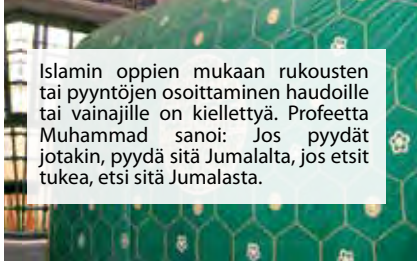 Islamin oppien mukaan rukousten
tai pyyntöjen osoittaminen haudoille
tai vainajille on kiellettyä. Profeetta
Muhammad sanoi: Jos pyydät
jotakin, pyydä sitä Jumalalta, jos etsit
tukea, etsi sitä Jumalasta.